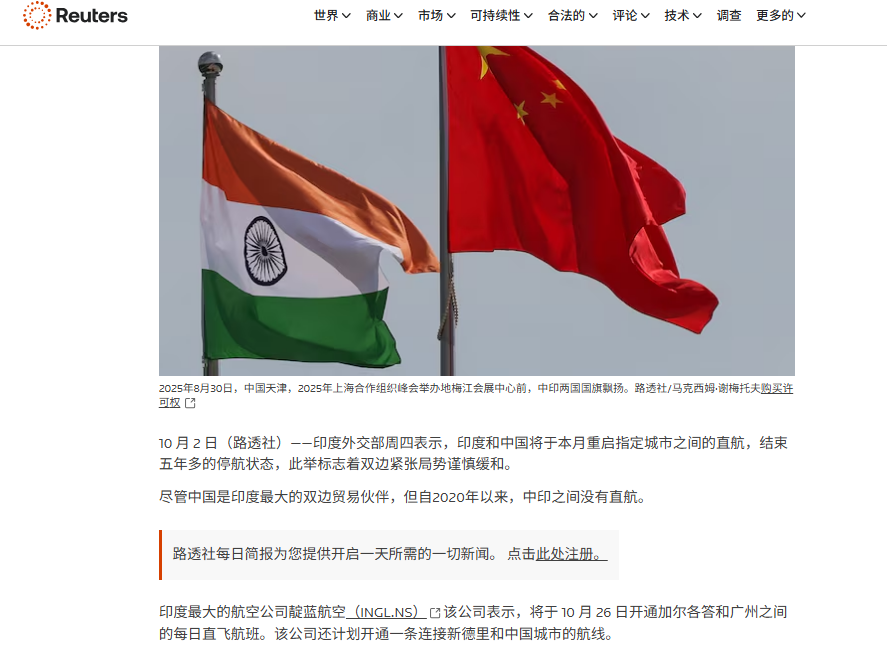 Reuters
世界 商业 市场 可持续性 合法的 评论 技术 调查 更多的
2025年8月30日，中国天津，2025年上海合作组织峰会举办地梅江会展中心前，中印两国国旗飘扬。路透社/马克西姆·谢梅托夫购买许
可权
10 月 2 日（路透社）——印度外交部周四表示，印度和中国将于本月重启指定城市之间的直航，结束
五年多的停航状态，此举标志着双边紧张局势谨慎缓和。
尽管中国是印度最大的双边贸易伙伴，但自2020年以来，中印之间没有直航。
路透社每日简报为您提供开启一天所需的一切新闻。 点击此处注册。
印度最大的航空公司靛蓝航空（INGL.NS） 该公司表示，将于 10 月 26 日开通加尔各答和广州之间
的每日直飞航班。该公司还计划开通一条连接新德里和中国城市的航线。